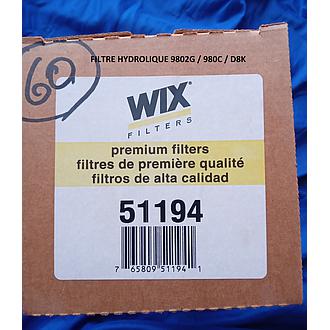 FILTRE HYDROLIQUE 9802G / 980C / D8K
60
WIX
FILTERS
premium filters
filtres de première qualité
filtros de alta calidad
51194
7 65809 51194 1